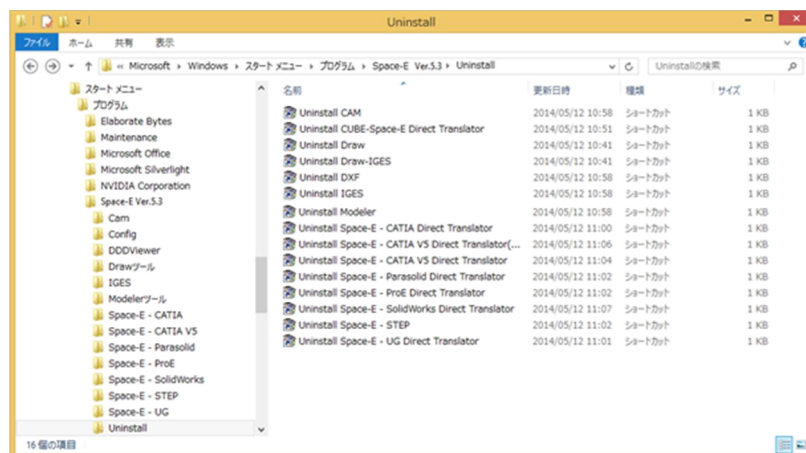 Uninstall
ファイル ホーム 共有 表示
« Microsoft › Windows › スタート メニュー › プログラム › Space-E Ver.5.3 › Uninstall
Uninstallの検索
スタート メニュー
プログラム
Elaborate Bytes
Maintenance
Microsoft Office
Microsoft Silverlight
NVIDIA Corporation
Space-E Ver.5.3
Cam
Config
DDDViewer
Drawツール
IGES
Modelerツール
Space-E - CATIA
Space-E - CATIA V5
Space-E - Parasolid
Space-E - ProE
Space-E - SolidWorks
Space-E - STEP
Space-E - UG
Uninstall
名前 更新日時 種類 サイズ
Uninstall CAM 2014/05/12 10:58 ショートカット 1 KB
Uninstall CUBE-Space-E Direct Translator 2014/05/12 10:51 ショートカット 1 KB
Uninstall Draw 2014/05/12 10:41 ショートカット 1 KB
Uninstall Draw-IGES 2014/05/12 10:41 ショートカット 1 KB
Uninstall DXF 2014/05/12 10:58 ショートカット 1 KB
Uninstall IGES 2014/05/12 10:58 ショートカット 1 KB
Uninstall Modeler 2014/05/12 10:58 ショートカット 1 KB
Uninstall Space-E - CATIA Direct Translator 2014/05/12 11:00 ショートカット 1 KB
Uninstall Space-E - CATIA V5 Direct Translator(... 2014/05/12 11:06 ショートカット 1 KB
Uninstall Space-E - CATIA V5 Direct Translator 2014/05/12 11:04 ショートカット 1 KB
Uninstall Space-E - Parasolid Direct Translator 2014/05/12 11:02 ショートカット 1 KB
Uninstall Space-E - ProE Direct Translator 2014/05/12 11:02 ショートカット 1 KB
Uninstall Space-E - SolidWorks Direct Translator 2014/05/12 11:07 ショートカット 1 KB
Uninstall Space-E - STEP 2014/05/12 11:02 ショートカット 1 KB
Uninstall Space-E - UG Direct Translator 2014/05/12 11:01 ショートカット 1 KB
16 個の項目